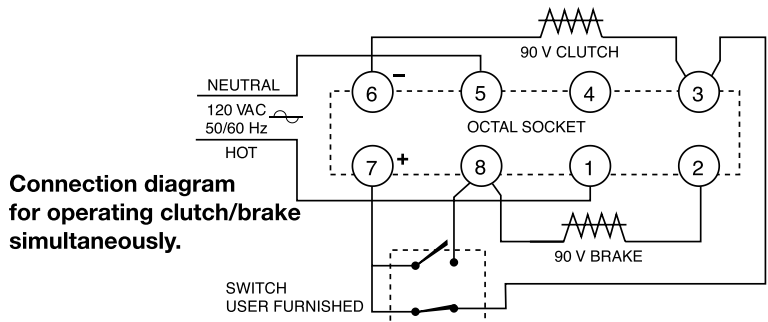 90 V CLUTCH
NEUTRAL
6 –
5
4
3
120 VAC
50/60 Hz
OCTAL SOCKET
HOT
7 +
8
1
2
Connection diagram
for operating clutch/brake
simultaneously.
90 V BRAKE
SWITCH
USER FURNISHED